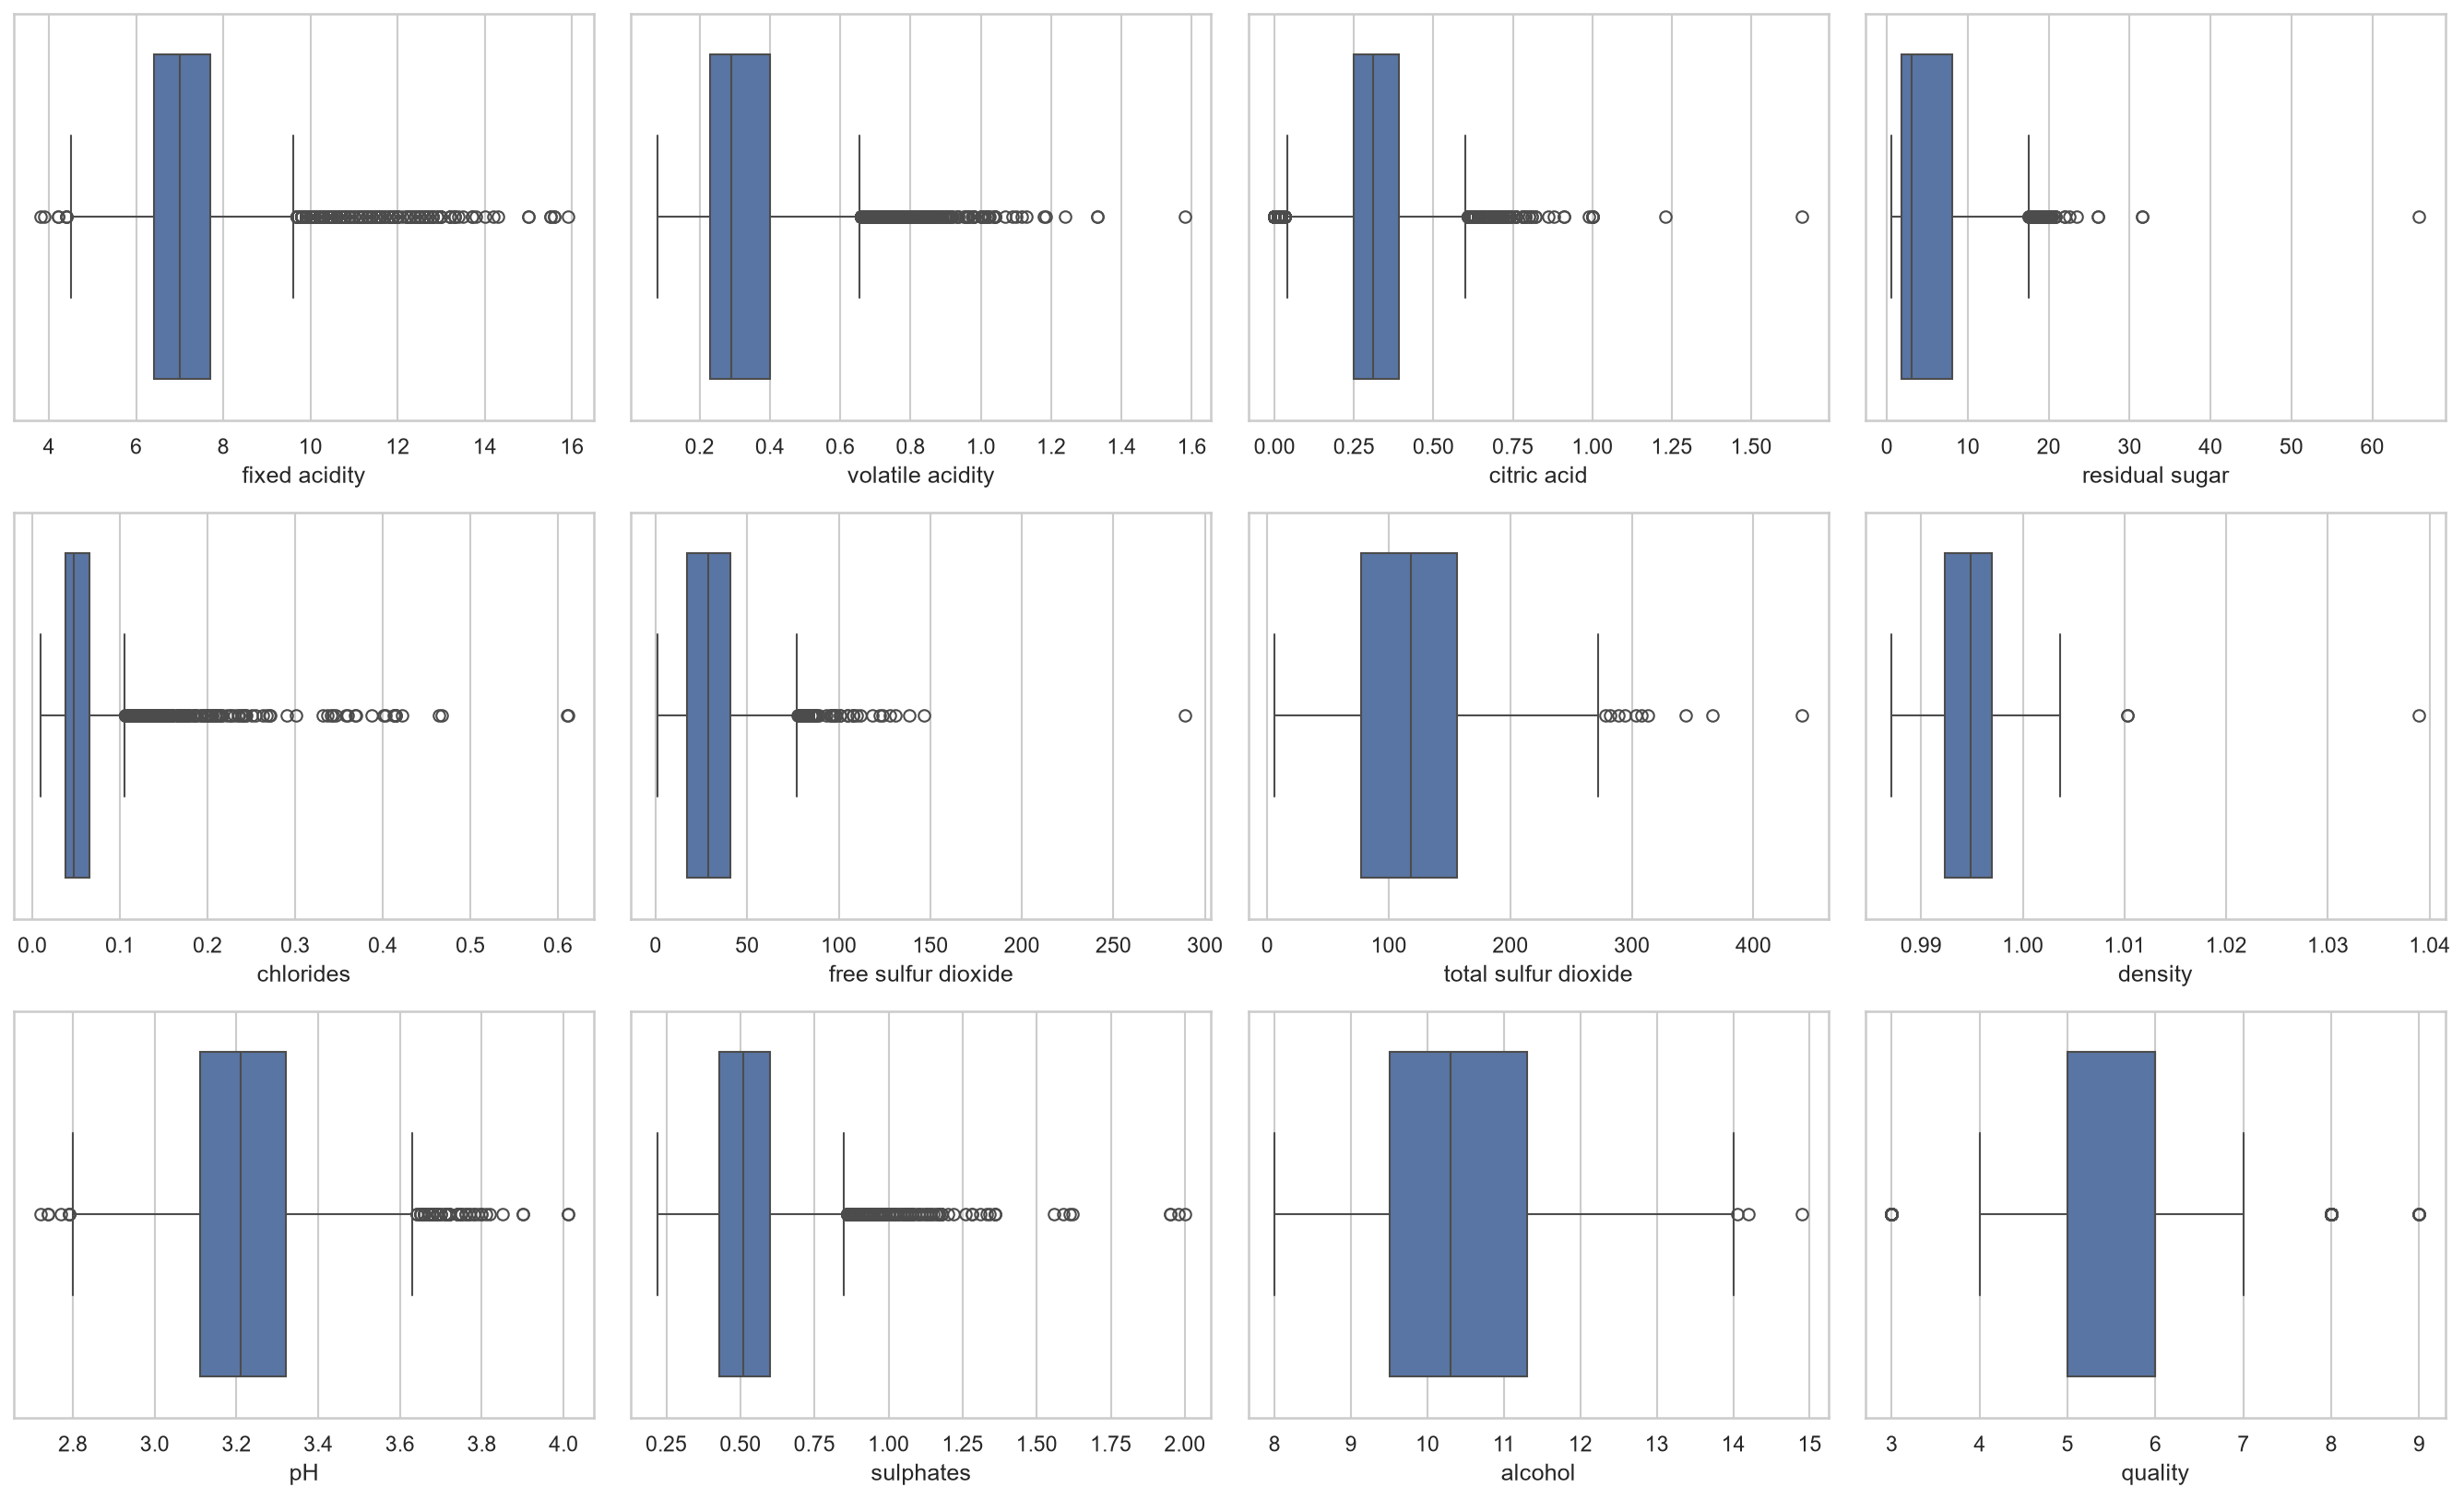 4 6 8 10 12 14 16
fixed acidity
0.2 0.4 0.6 0.8 1.0 1.2 1.4 1.6
volatile acidity
0.00 0.25 0.50 0.75 1.00 1.25 1.50
citric acid
0 10 20 30 40 50 60
residual sugar
0.0 0.1 0.2 0.3 0.4 0.5 0.6
chlorides
0 50 100 150 200 250 300
free sulfur dioxide
0 100 200 300 400
total sulfur dioxide
0.99 1.00 1.01 1.02 1.03 1.04
density
2.8 3.0 3.2 3.4 3.6 3.8 4.0
pH
0.25 0.50 0.75 1.00 1.25 1.50 1.75 2.00
sulphates
8 9 10 11 12 13 14 15
alcohol
3 4 5 6 7 8 9
quality